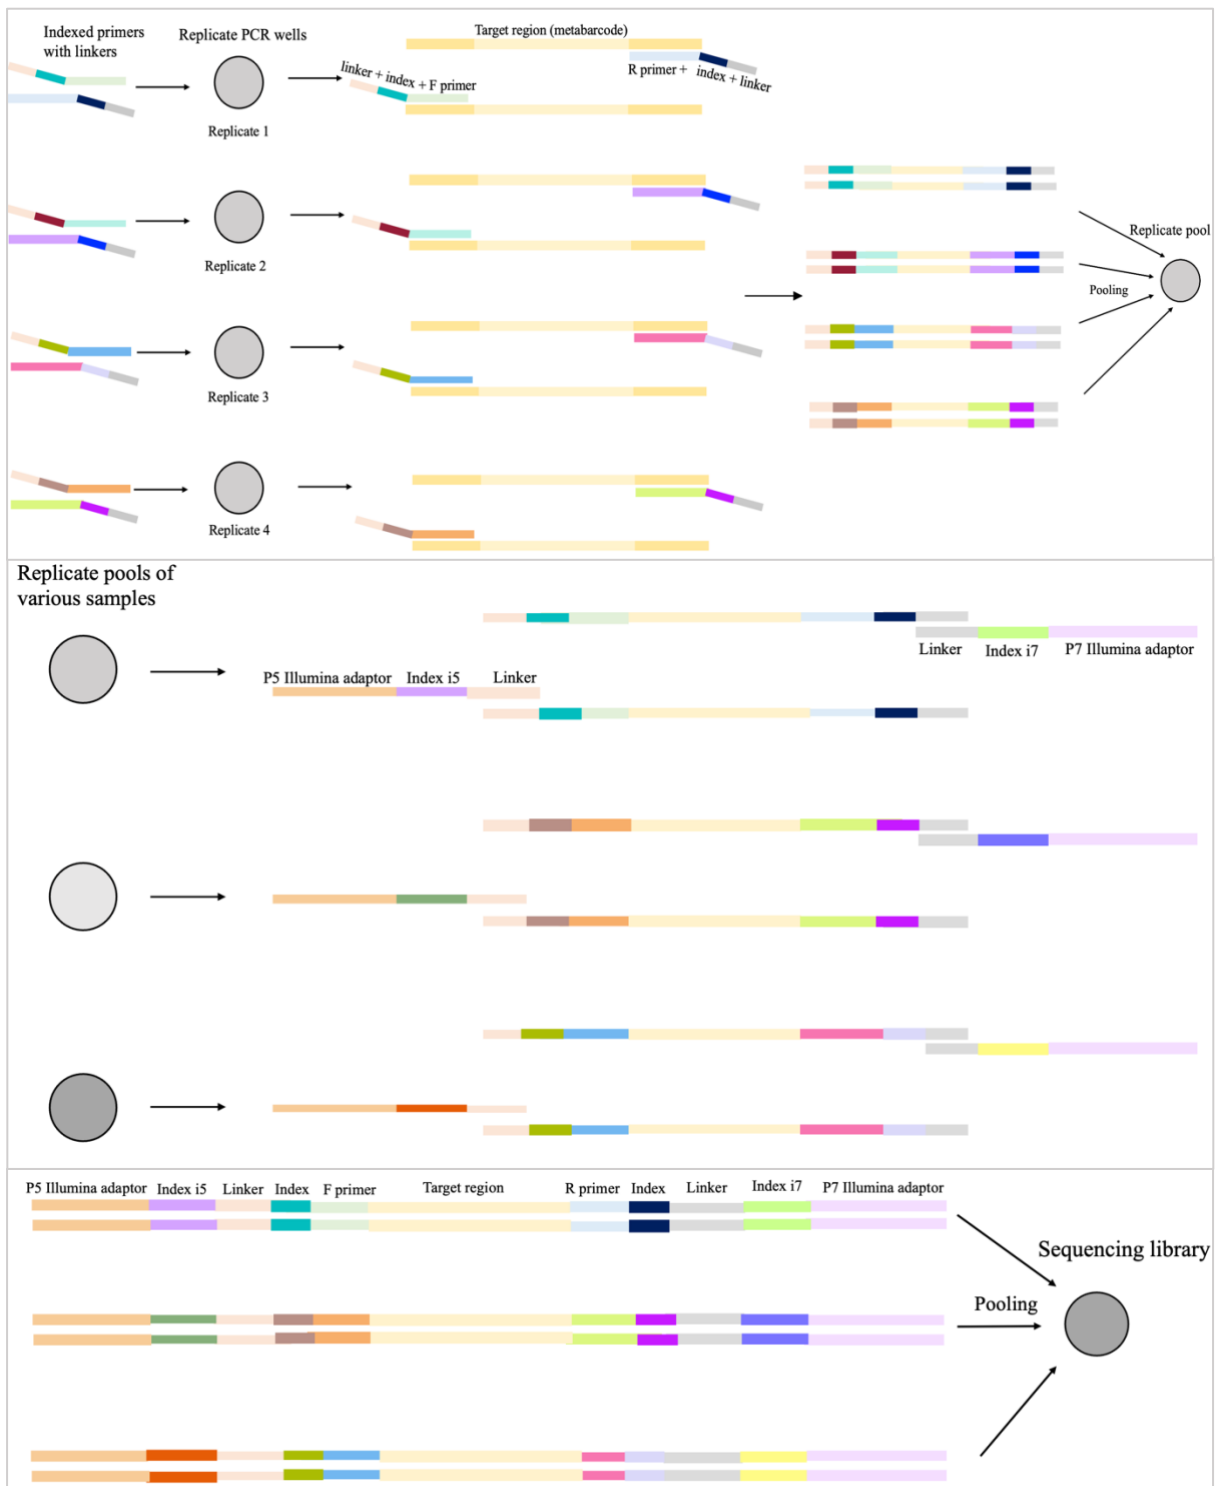 Indexed primers
with linkers
Replicate PCR wells
Target region (metabarcode)
linker + index + F primer
R primer + index + linker
Replicate 1
Replicate 2
Replicate pool
Pooling
Replicate 3
Replicate 4
Replicate pools of
various samples
Linker
Index i7
P7 Illumina adaptor
P5 Illumina adaptor
Index i5
Linker
P5 Illumina adaptor
Index i5
Linker
Index
F primer
Target region
R primer
Index
Linker
Index i7
P7 Illumina adaptor
Sequencing library
Pooling